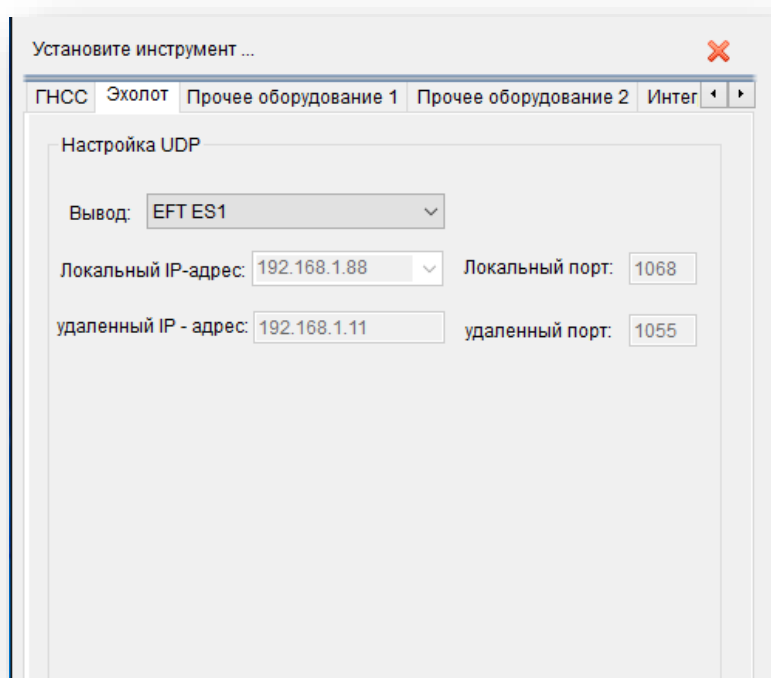 Установите инструмент ...
ГНСС Эхолот Прочее оборудование 1 Прочее оборудование 2 Интег
Настройка UDP
Вывод: EFT ES1
Локальный IP-адрес: 192.168.1.88 Локальный порт: 1068
удаленный IP - адрес: 192.168.1.11 удаленный порт: 1055